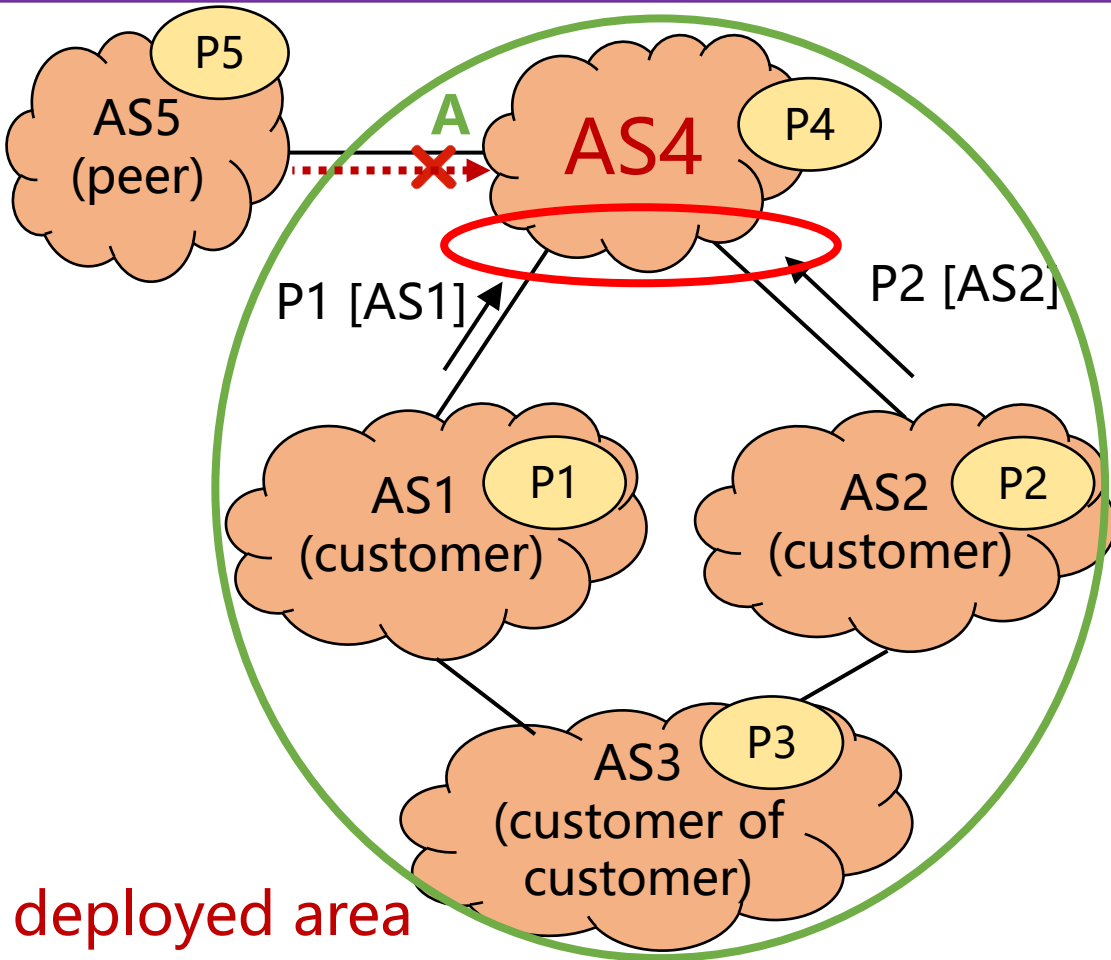 P5
AS5
(peer)
A
AS4
P4
P1 [AS1]
P2 [AS2]
AS1
(customer)
P1
AS2
(customer)
P2
AS3
(customer of
customer)
P3
deployed area